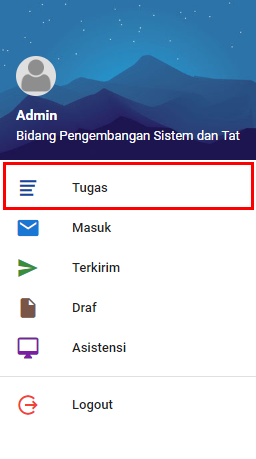 Admin
Bidang Pengembangan Sistem dan Tat
Tugas
Masuk
Terkirim
Draf
Asistensi
Logout